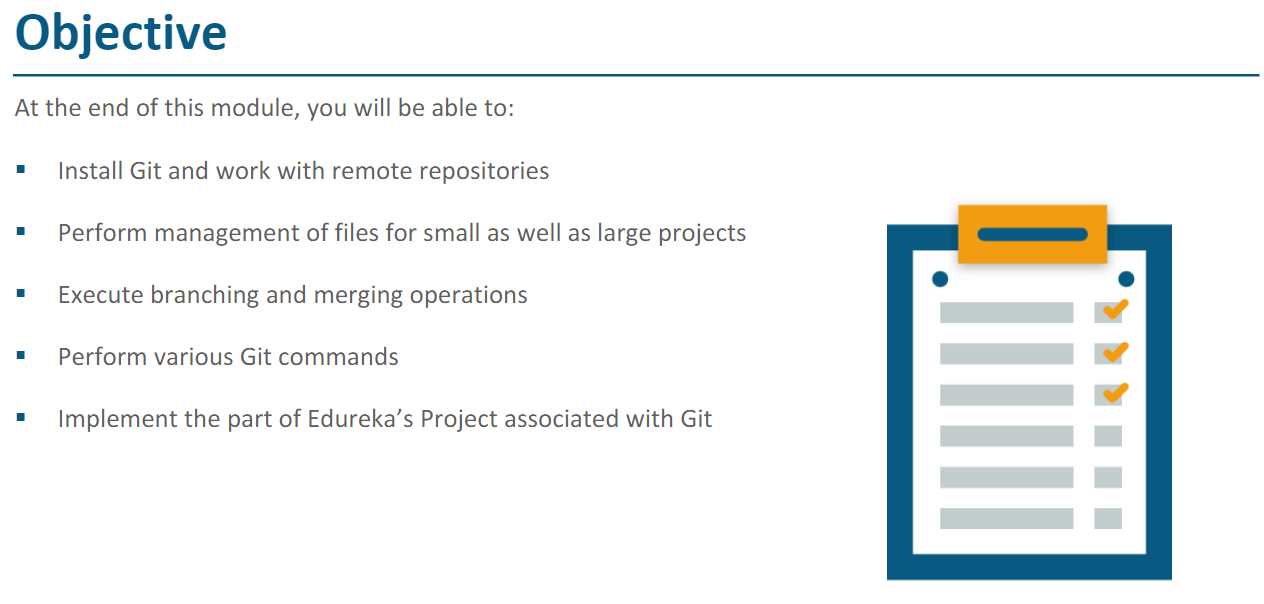 Objective
At the end of this module, you will be able to:
▪ Install Git and work with remote repositories
▪ Perform management of files for small as well as large projects
▪ Execute branching and merging operations
▪ Perform various Git commands
▪ Implement the part of Edureka’s Project associated with Git